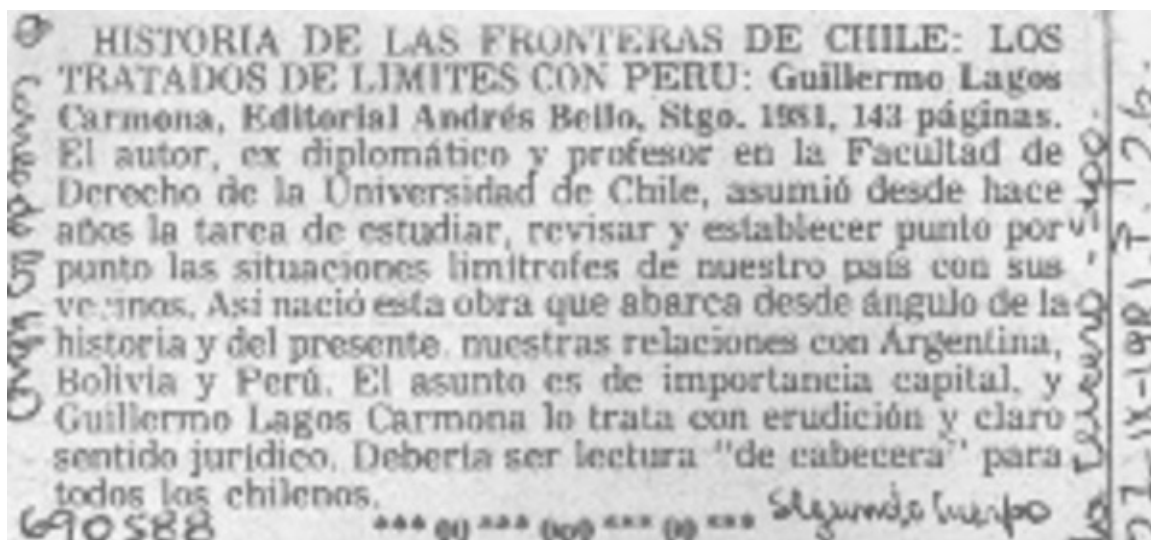 HISTORIA DE LAS FRONTERAS DE CHILE: LOS
TRATADOS DE LIMITES CON PERU: Guillermo Lagos
Carmona, Editorial Andrés Bello, Stgo. 1981, 143 páginas.
El autor, ex diplomático y profesor en la Facultad de
Derecho de la Universidad de Chile, asumió desde hace
años la tarea de estudiar, revisar y establecer punto por
punto las situaciones limítrofes de nuestro país con sus
vecinos. Así nació esta obra que abarca desde ángulo de la
historia y del presente. nuestras relaciones con Argentina,
Bolivia y Perú. El asunto es de importancia capital, y
Guillermo Lagos Carmona lo trata con erudición y claro
sentido jurídico. Debería ser lectura "de cabecera" para
todos los chilenos.
*** @@ *** @@@ *** @@ ***
690588
Segundo Cuerpo
La Tercera - Stgo.
27-IX-1981. P. 126.